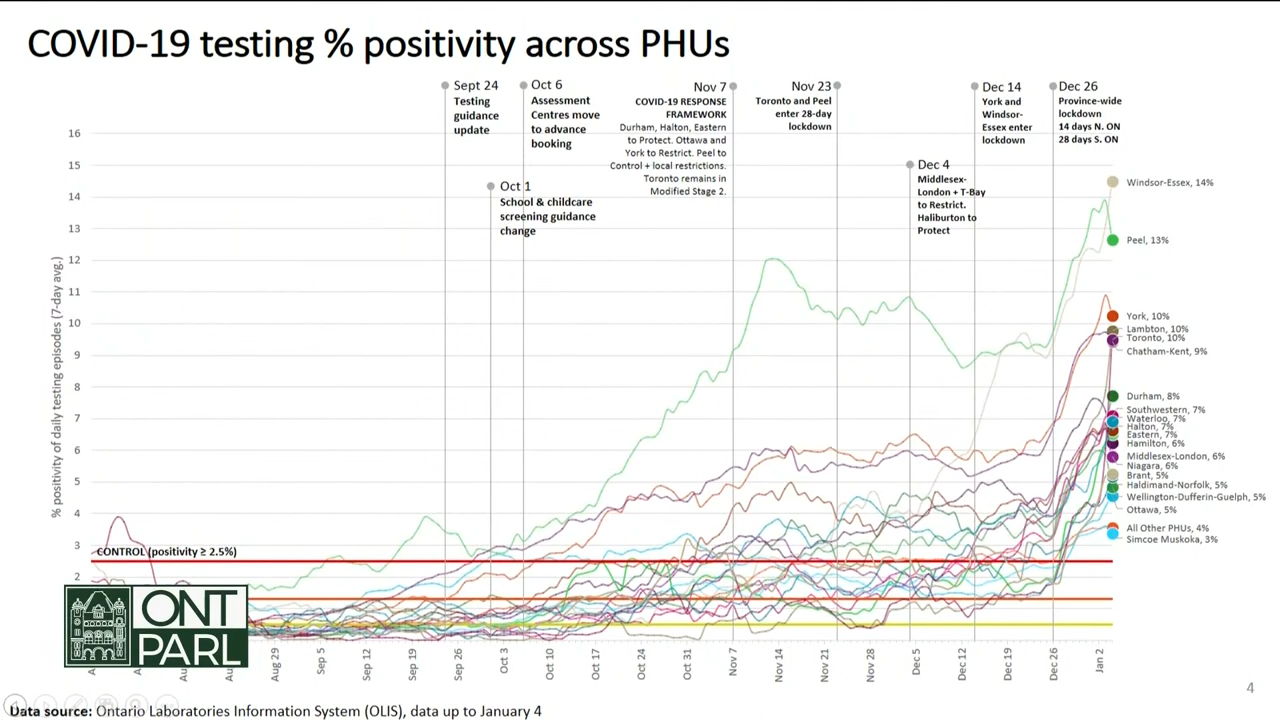 COVID-19 testing % positivity across PHUs
Sept 24
Testing
guidance
update
Oct 6
Assessment
Centres move
to advance
booking
Nov 7
COVID-19 RESPONSE
FRAMEWORK
Durham, Halton, Eastern
to Protect. Ottawa and
York to Restrict. Peel to
Control + local restrictions.
Toronto remains in
Modified Stage 2.
Nov 23
Toronto and Peel
enter 28-day
lockdown
Dec 14
York and
Windsor-
Essex enter
lockdown
Dec 26
Province-wide
lockdown
14 days N. ON
28 days S. ON
Oct 1
School & childcare
screening guidance
change
Dec 4
Middlesex-
London + T-Bay
to Restrict.
Haliburton to
Protect
% positivity of daily testing episodes (7-day avg.)
16
15
14
13
12
11
10
9
8
7
6
5
4
3
2
CONTROL (positivity ≥ 2.5%)
Windsor-Essex, 14%
Peel, 13%
York, 10%
Lambton, 10%
Toronto, 10%
Chatham-Kent, 9%
Durham, 8%
Southwestern, 7%
Waterloo, 7%
Halton, 7%
Eastern, 7%
Hamilton, 6%
Middlesex-London, 6%
Niagara, 6%
Brant, 5%
Haldimand-Norfolk, 5%
Wellington-Dufferin-Guelph, 5%
Ottawa, 5%
All Other PHUs, 4%
Simcoe Muskoka, 3%
ONT
PARL
Aug 29
Sep 5
Sep 12
Sep 19
Sep 26
Oct 3
Oct 10
Oct 17
Oct 24
Oct 31
Nov 7
Nov 14
Nov 21
Nov 28
Dec 5
Dec 12
Dec 19
Dec 26
Jan 2
4
Data source: Ontario Laboratories Information System (OLIS), data up to January 4